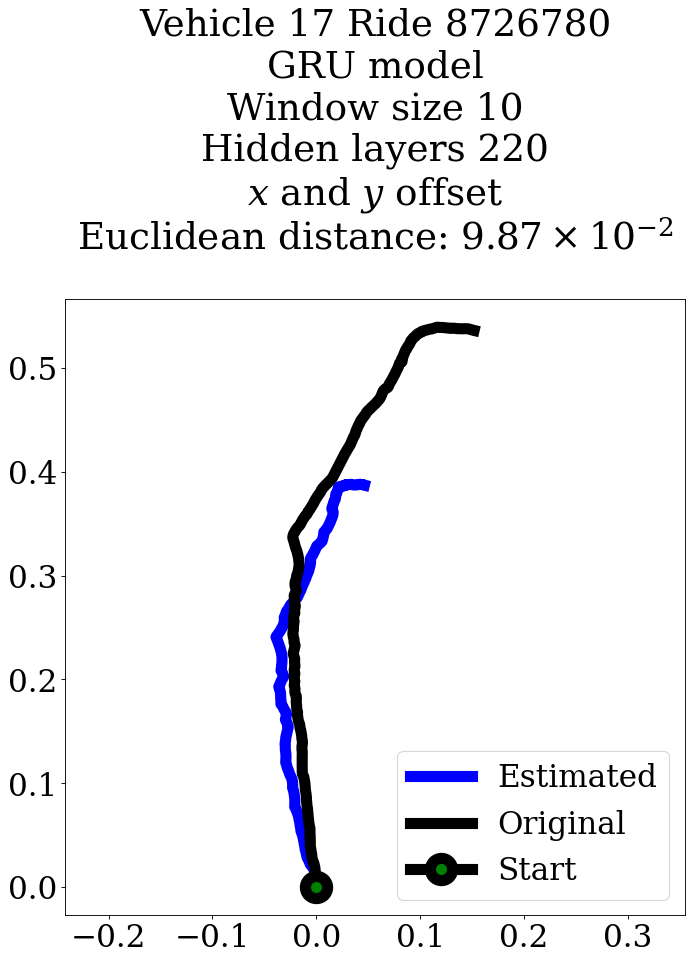 Vehicle 17 Ride 8726780
GRU model
Window size 10
Hidden layers 220
x and y offset
Euclidean distance: 9.87 × 10⁻²
0.5
0.4
0.3
0.2
0.1
0.0
Estimated
Original
Start
−0.2 −0.1 0.0 0.1 0.2 0.3